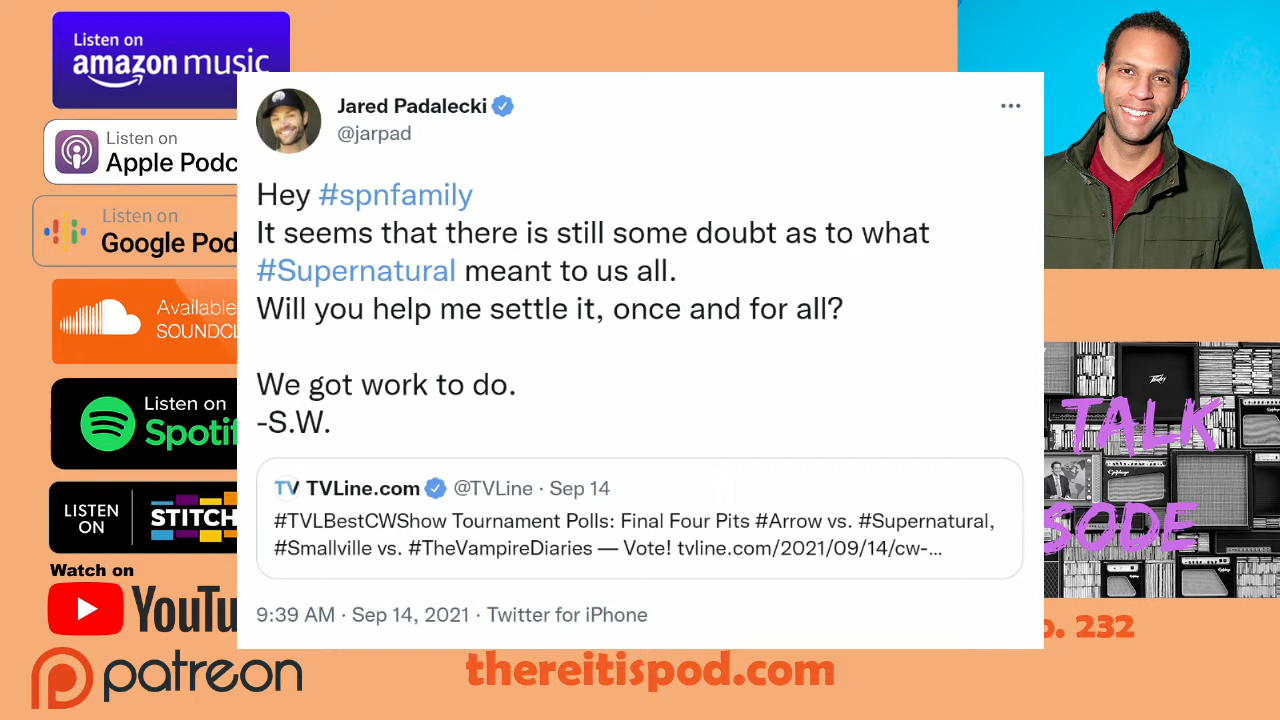 Listen on
amazon music
Listen on
Apple Podc
Listen on
Google Pod
Available
SOUNDCL
Listen on
Spotif
LISTEN
ON
STITCH
Watch on
YouTu
patreon
Jared Padalecki
@jarpad
Hey #spnfamily
It seems that there is still some doubt as to what
#Supernatural meant to us all.
Will you help me settle it, once and for all?
We got work to do.
-S.W.
TV TVLine.com @TVLine · Sep 14
#TVLBestCWShow Tournament Polls: Final Four Pits #Arrow vs. #Supernatural,
#Smallville vs. #TheVampireDiaries — Vote! tvline.com/2021/09/14/cw-...
9:39 AM · Sep 14, 2021 · Twitter for iPhone
thereitispod.com
Peavey
TALK
SODE
p. 232